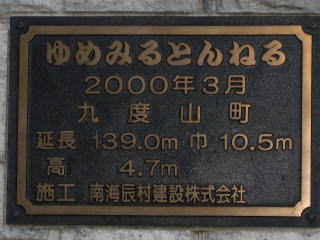 ゆめみるとんねる
2000年3月
九度山町
延長 139.0m 巾 10.5m
高 4.7m
施工 南海辰村建設株式会社